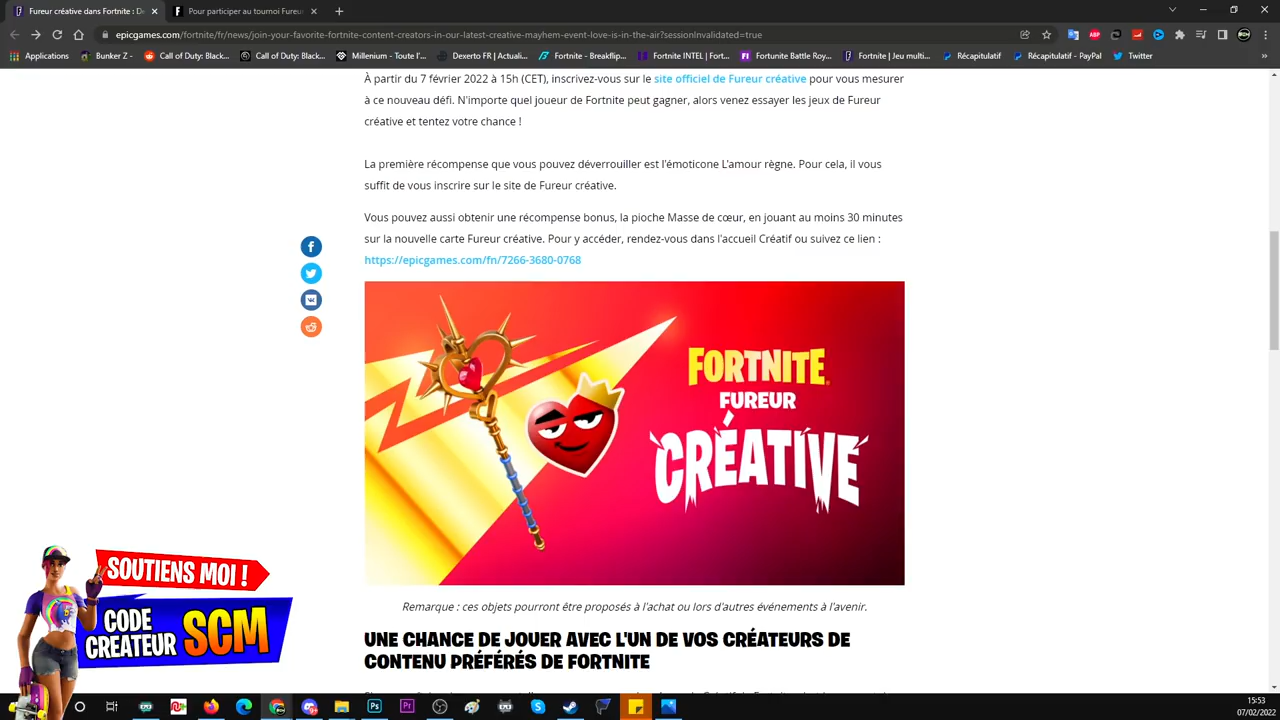 Fureur créative dans Fortnite : De
Pour participer au tournoi Fureu
epicgames.com/fortnite/fr/news/join-your-favorite-fortnite-content-creators-in-our-latest-creative-mayhem-event-love-is-in-the-air?sessionInvalidated=true
Applications
Bunker Z -
Call of Duty: Black...
Call of Duty: Black...
Millenium - Toute l'...
Dexerto FR | Actuali...
Fortnite - Breakflip...
Fortnite INTEL | Fort...
Fortunite Battle Roy...
Fortnite | Jeu multi...
Récapitulatif
Récapitulatif - PayPal
Twitter
»
À partir du 7 février 2022 à 15h (CET), inscrivez-vous sur le site officiel de Fureur créative pour vous mesurer
à ce nouveau défi. N'importe quel joueur de Fortnite peut gagner, alors venez essayer les jeux de Fureur
créative et tentez votre chance !
La première récompense que vous pouvez déverrouiller est l'émoticone L'amour règne. Pour cela, il vous
suffit de vous inscrire sur le site de Fureur créative.
Vous pouvez aussi obtenir une récompense bonus, la pioche Masse de cœur, en jouant au moins 30 minutes
sur la nouvelle carte Fureur créative. Pour y accéder, rendez-vous dans l'accueil Créatif ou suivez ce lien :
https://epicgames.com/fn/7266-3680-0768
FORTNITE
FUREUR
CRÉATIVE
SOUTIENS MOI !
CODE
CREATEUR SCM
Remarque : ces objets pourront être proposés à l'achat ou lors d'autres événements à l'avenir.
UNE CHANCE DE JOUER AVEC L'UN DE VOS CRÉATEURS DE
CONTENU PRÉFÉRÉS DE FORTNITE
15:53
07/02/2022